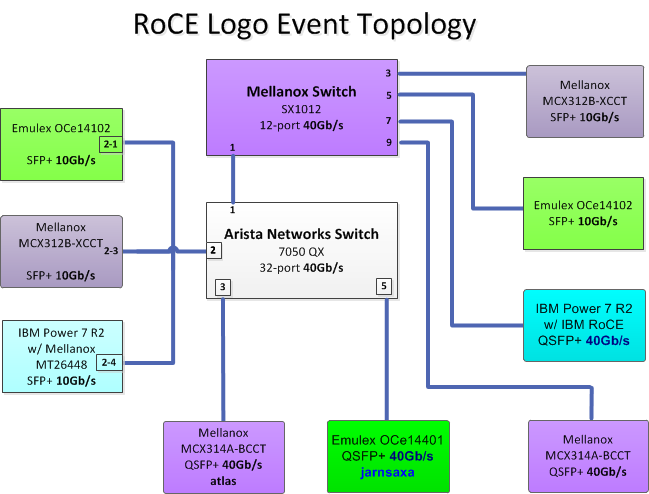 RoCE Logo Event Topology
Mellanox Switch
SX1012
12-port 40Gb/s
3
5
7
9
1
Mellanox
MCX312B-XCCT
SFP+ 10Gb/s
Emulex OCe14102
2-1
SFP+ 10Gb/s
Emulex OCe14102
SFP+ 10Gb/s
1
Arista Networks Switch
7050 QX
32-port 40Gb/s
2
3
5
Mellanox
MCX312B-XCCT
2-3
SFP+ 10Gb/s
IBM Power 7 R2
w/ IBM RoCE
QSFP+ 40Gb/s
IBM Power 7 R2
w/ Mellanox
MT26448
2-4
SFP+ 10Gb/s
Mellanox
MCX314A-BCCT
QSFP+ 40Gb/s
atlas
Emulex OCe14401
QSFP+ 40Gb/s
jarnsaxa
Mellanox
MCX314A-BCCT
QSFP+ 40Gb/s